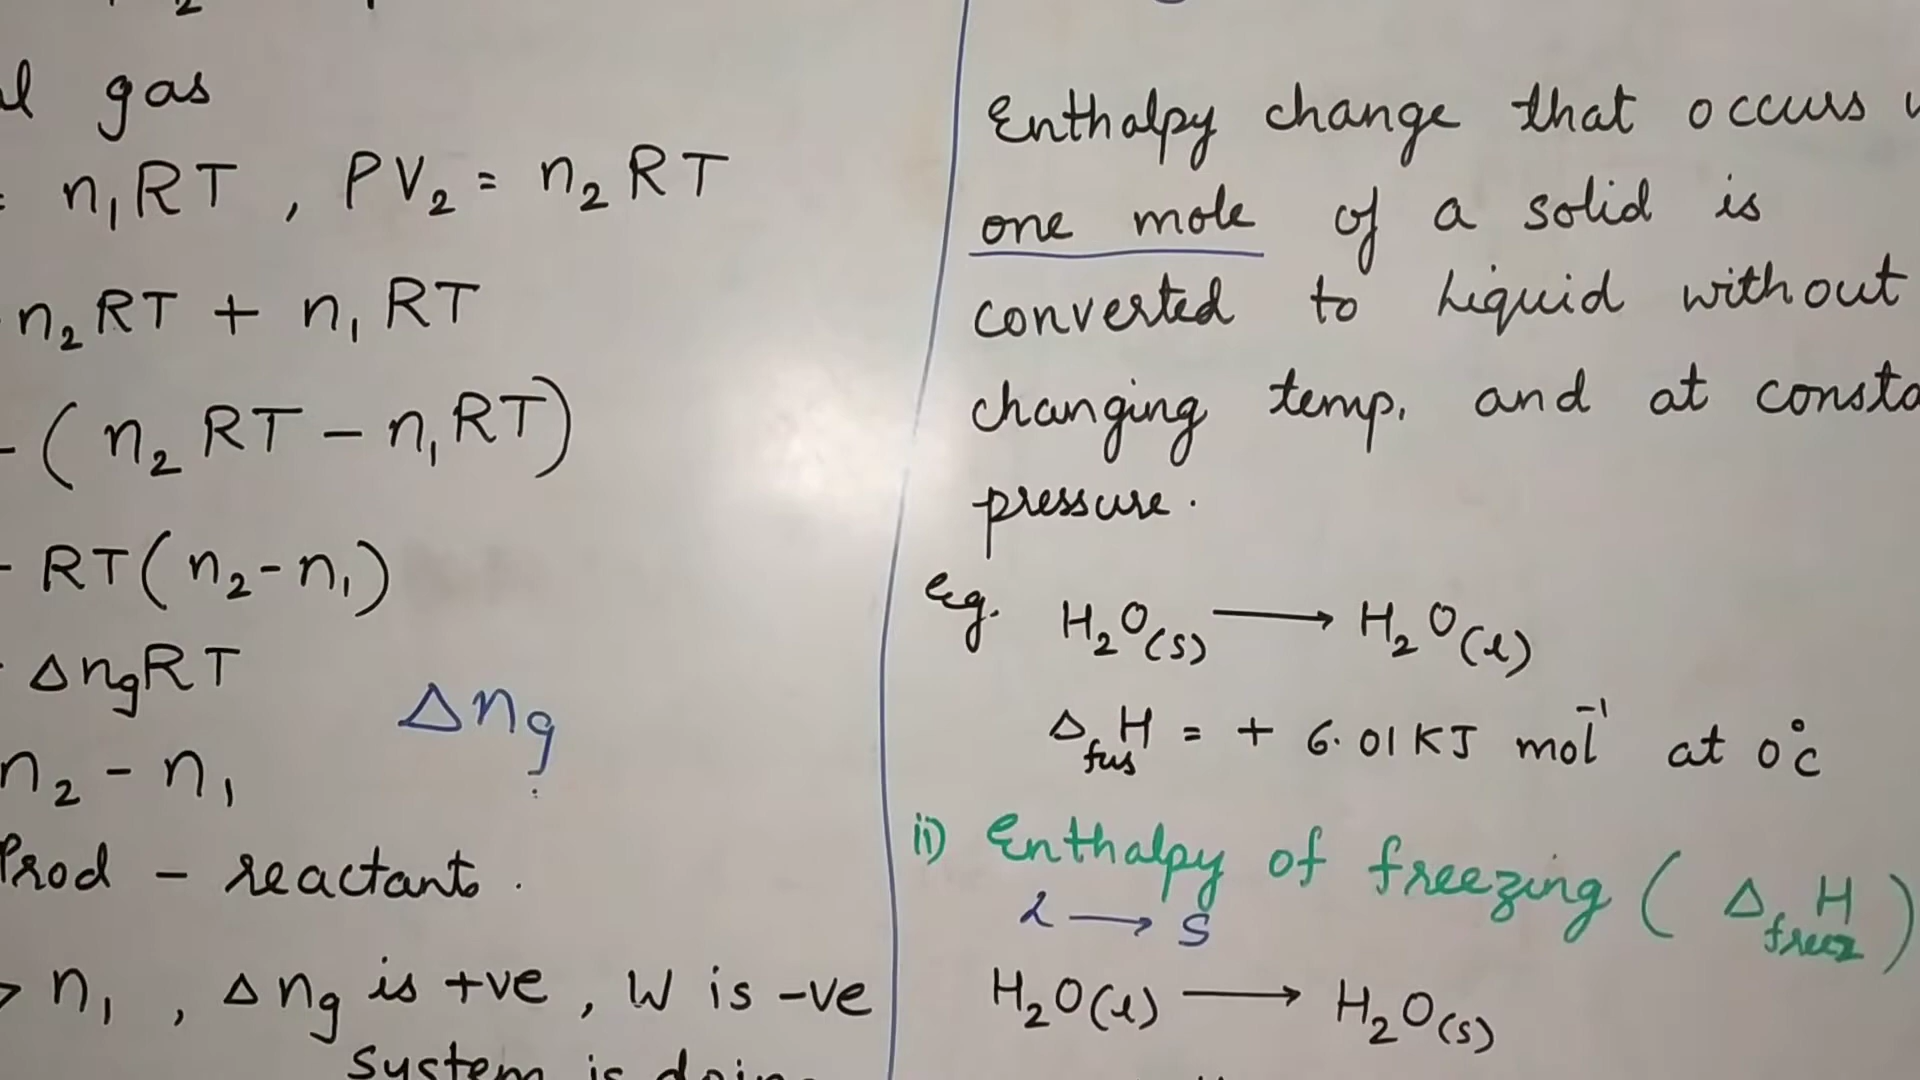 gas
n₁RT , PV₂ = n₂RT
n₂RT + n₁RT
- (n₂RT - n₁RT)
- RT(n₂-n₁)
- ΔngRT
Δng
n₂ - n₁
Prod - reactants.
> n₁ , Δng is +ve , W is -ve
system is doing
Enthalpy change that occurs
one mole of a solid is
converted to liquid without
changing temp. and at
pressure.
eg. H₂O(s) ⟶ H₂O(l)
ΔfusH = + 6.01 KJ mol⁻¹ at 0°c
ii) Enthalpy of freezing ( ΔfreezH )
l ⟶ S
H₂O(l) ⟶ H₂O(s)